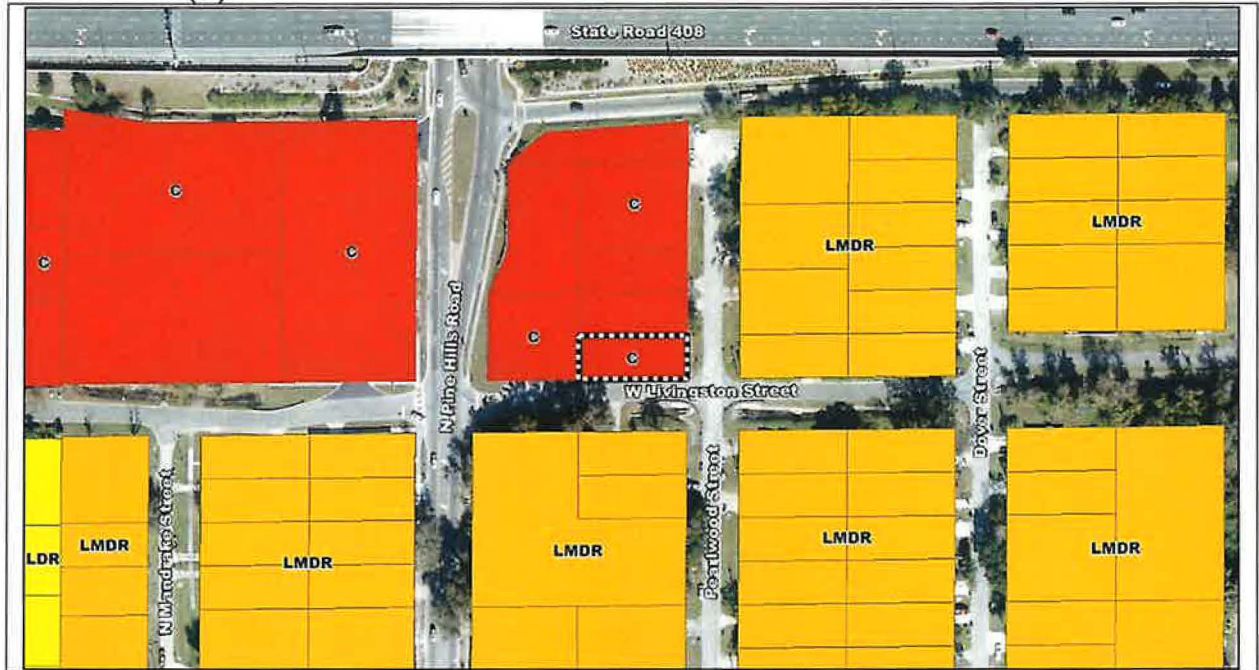 State Road 408
C
C
C
C
C
C
LMDR
LMDR
N Pine Hills Road
W Livingston Street
Dover Street
N Mandrake Street
Pearlwood Street
LDR
LMDR
LMDR
LMDR
LMDR
LMDR